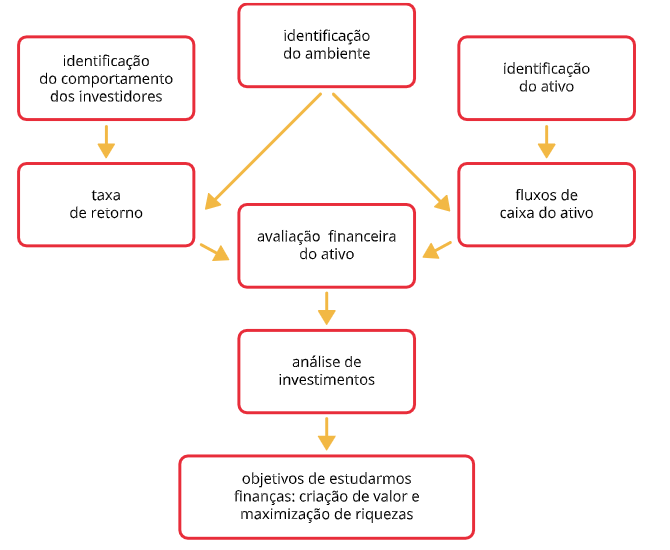 identificação
do comportamento
dos investidores
identificação
do ambiente
identificação
do ativo
taxa
de retorno
fluxos de
caixa do ativo
avaliação financeira
do ativo
análise de
investimentos
objetivos de estudarmos
finanças: criação de valor e
maximização de riquezas